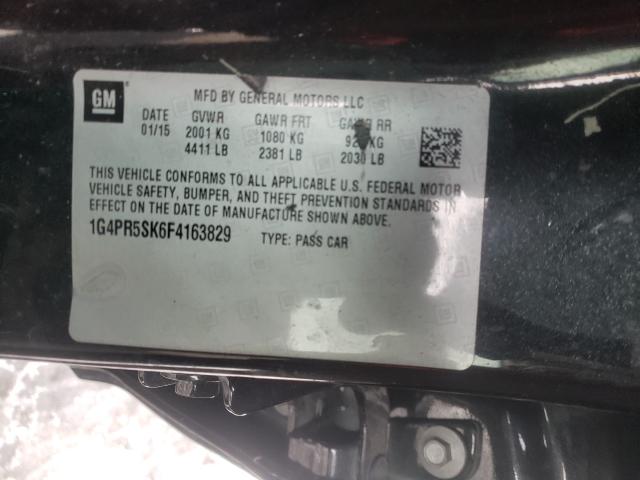 GM
MFD BY GENERAL MOTORS LLC
DATE GVWR GAWR FRT GAWR RR
01/15 2001 KG 1080 KG KG
4411 LB 2381 LB 2030 LB
THIS VEHICLE CONFORMS TO ALL APPLICABLE U.S. FEDERAL MOTOR
VEHICLE SAFETY, BUMPER, AND THEFT PREVENTION STANDARDS IN
EFFECT ON THE DATE OF MANUFACTURE SHOWN ABOVE.
1G4PR5SK6F4163829 TYPE: PASS CAR